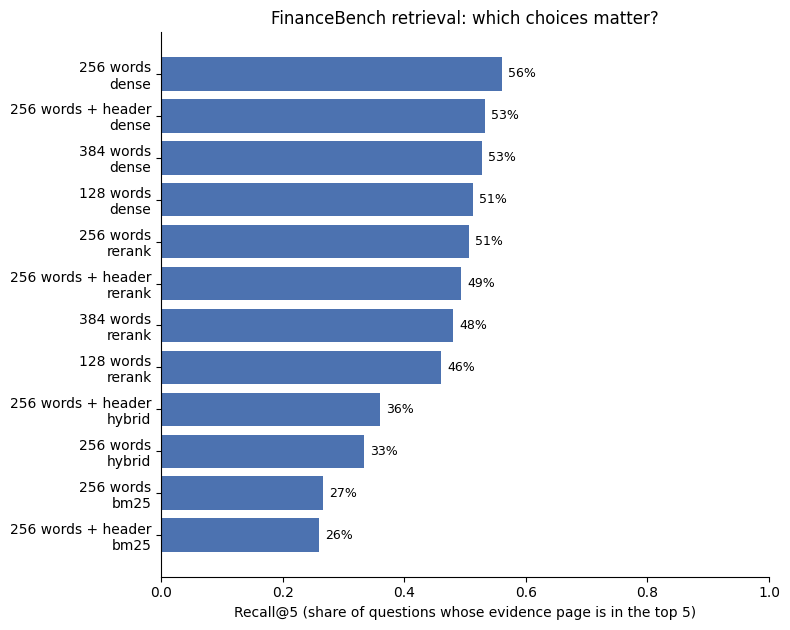 FinanceBench retrieval: which choices matter?
256 words
dense
56%
256 words + header
dense
53%
384 words
dense
53%
128 words
dense
51%
256 words
rerank
51%
256 words + header
rerank
49%
384 words
rerank
48%
128 words
rerank
46%
256 words + header
hybrid
36%
256 words
hybrid
33%
256 words
bm25
27%
256 words + header
bm25
26%
0.0
0.2
0.4
0.6
0.8
1.0
Recall@5 (share of questions whose evidence page is in the top 5)